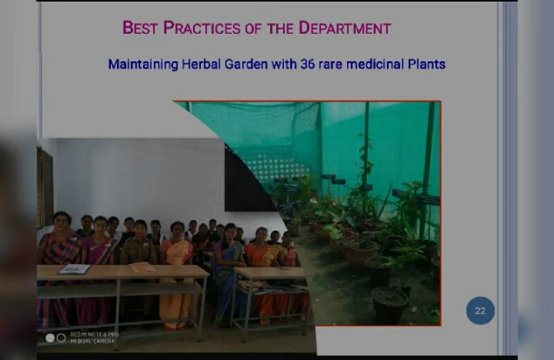 BEST PRACTICES OF THE DEPARTMENT
Maintaining Herbal Garden with 36 rare medicinal Plants
22
REDMI NOTE 6 PRO
MI DUAL CAMERA